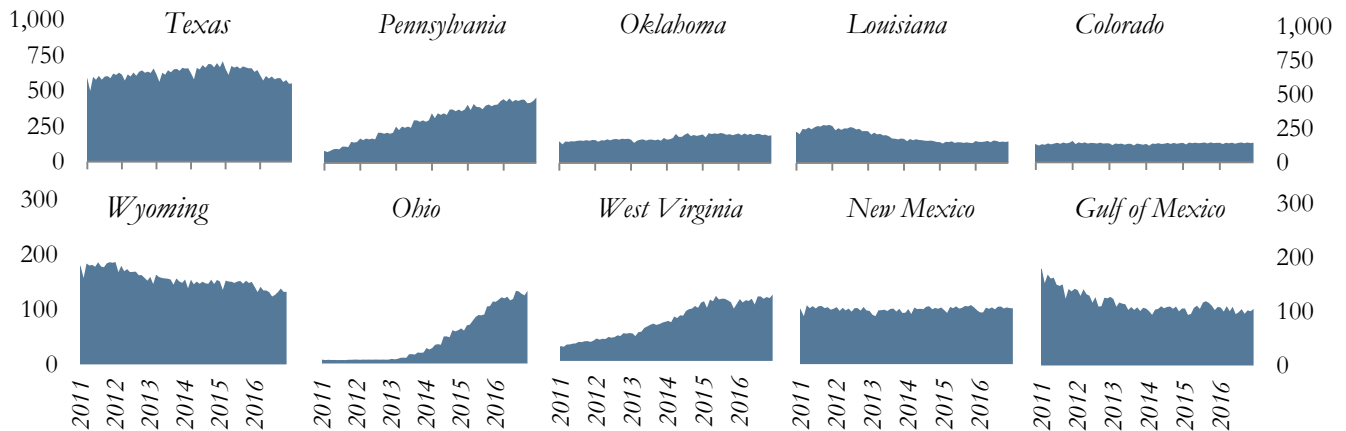 1,000 Texas Pennsylvania Oklahoma Louisiana Colorado 1,000
750 750
500 500
250 250
0 0
300 Wyoming Ohio West Virginia New Mexico Gulf of Mexico 300
200 200
100 100
0 0
2011 2012 2013 2014 2015 2016 2011 2012 2013 2014 2015 2016 2011 2012 2013 2014 2015 2016 2011 2012 2013 2014 2015 2016 2011 2012 2013 2014 2015 2016